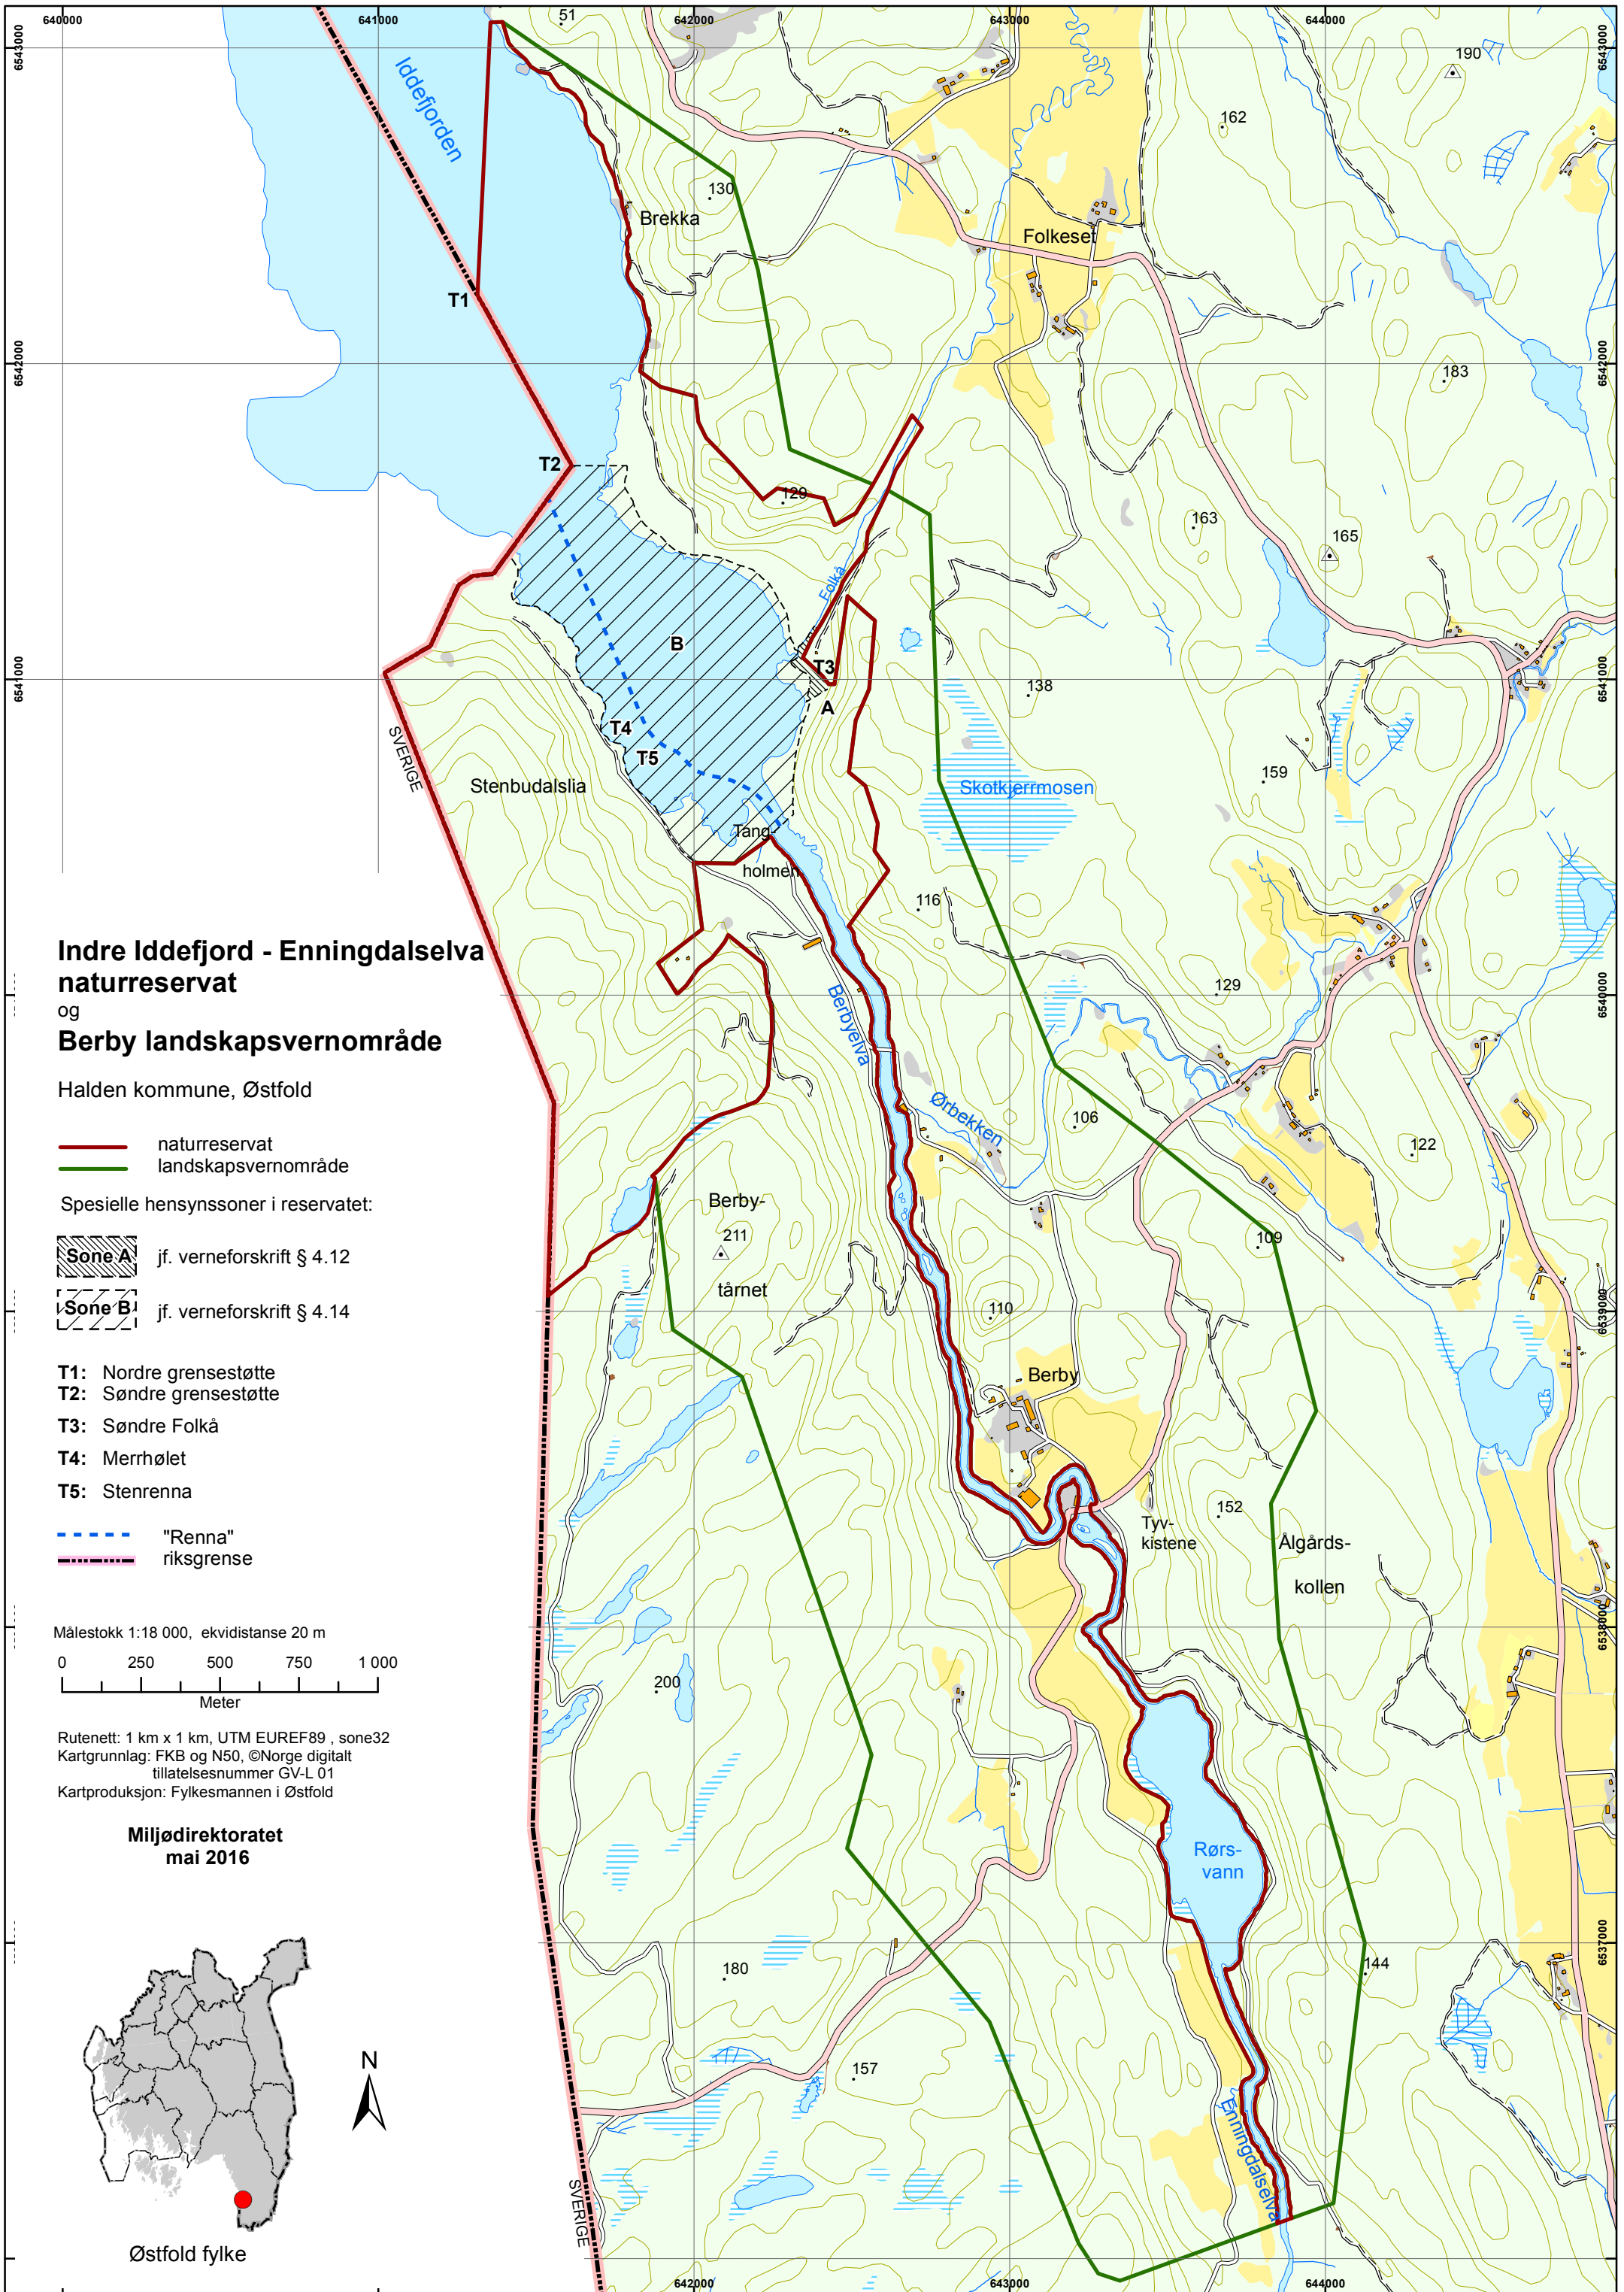 640000
641000
642000
643000
644000
6543000
6543000
51
190
Iddefjorden
162
130
Brekka
Folkeset
T1
6542000
6542000
183
T2
129
163
165
Folkå
B
T3
6541000
6541000
138
A
T4
T5
SVERIGE
Stenbudalslia
Skotkjerrmosen
159
Tang-
holmen
116
Indre Iddefjord - Enningdalselva
naturreservat
og
Berby landskapsvernområde
Halden kommune, Østfold
naturreservat
landskapsvernområde
Spesielle hensynssoner i reservatet:
Sone A jf. verneforskrift § 4.12
Sone B jf. verneforskrift § 4.14
T1: Nordre grensestøtte
T2: Søndre grensestøtte
T3: Søndre Folkå
T4: Merrhølet
T5: Stenrenna
"Renna"
riksgrense
Målestokk 1:18 000, ekvidistanse 20 m
0 250 500 750 1 000
Meter
Rutenett: 1 km x 1 km, UTM EUREF89 , sone32
Kartgrunnlag: FKB og N50, ©Norge digitalt
tillatelsesnummer GV-L 01
Kartproduksjon: Fylkesmannen i Østfold
Miljødirektoratet
mai 2016
N
Østfold fylke
129
6540000
Berbyelva
Ørbekken
106
122
Berby-
211
tårnet
109
110
6539000
Berby
152
Tyv-
kistene
Ålgårds-
kollen
6538000
200
Rørs-
vann
6537000
180
144
157
Enningdalselva
SVERIGE
642000
643000
644000